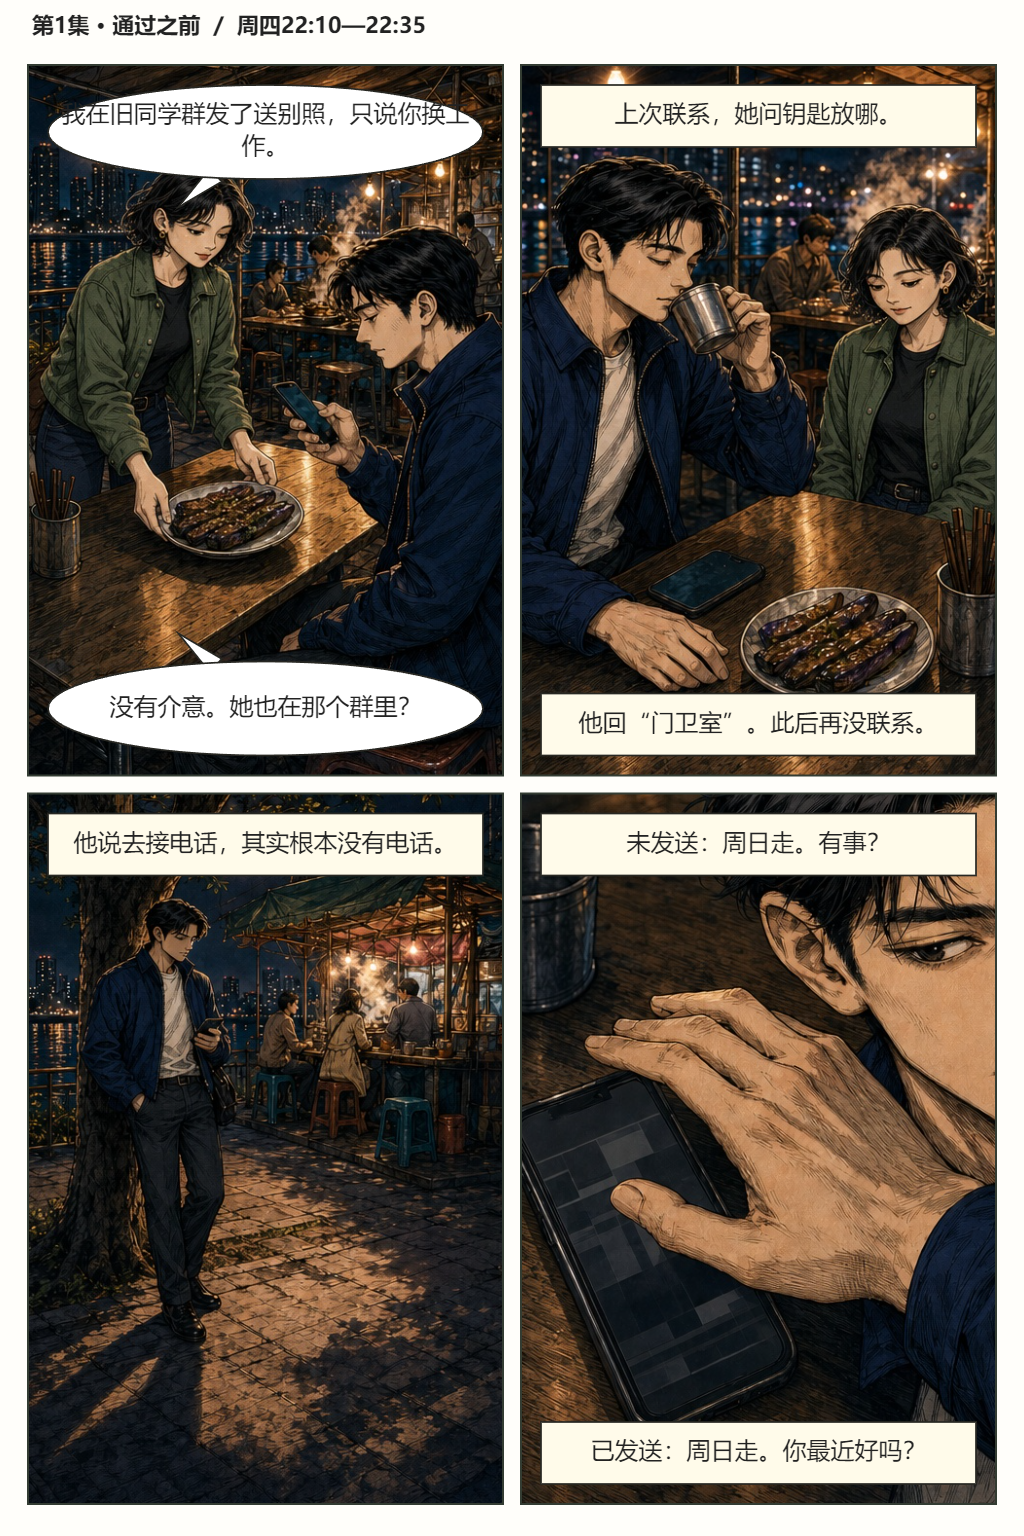 第1集·通过之前 / 周四22:10—22:35
我在旧同学群发了送别照，只说你换工
作。
没有介意。她也在那个群里？
上次联系，她问钥匙放哪。
他回“门卫室”。此后再没联系。
他说去接电话，其实根本没有电话。
未发送：周日走。有事？
已发送：周日走。你最近好吗？